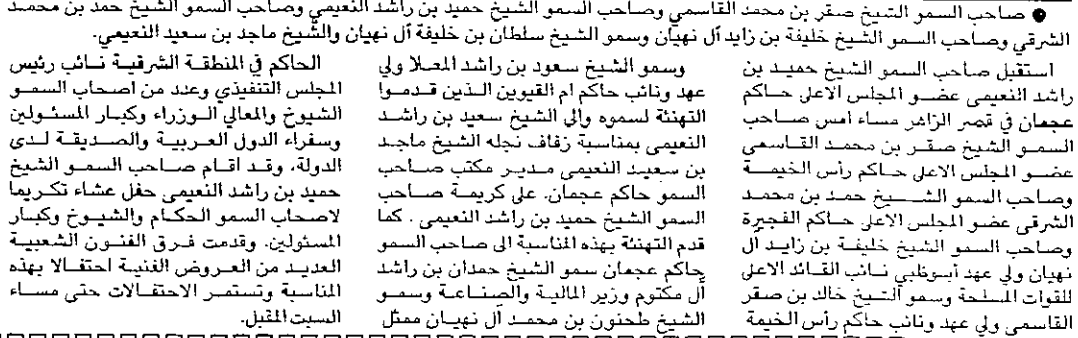 ● صاحب السمو الشيخ صقر بن محمد القاسمي وصاحب السمو الشيخ حميد بن راشد النعيمي وصاحب السمو الشيخ حمد بن محمد
الشرقي وصاحب السمو الشيخ خليفة بن زايد آل نهيان وسمو الشيخ سلطان بن خليفة آل نهيان والشيخ ماجد بن سعيد النعيمي.
استقبل صاحب السمو الشيخ حميد بن
راشد النعيمى عضو المجلس الاعلى حاكم
عجمان في قصر الزاهر مساء امس صاحب
السمو الشيخ صقر بن محمد القاسمى
عضو المجلس الاعلى حاكم رأس الخيمة
وصاحب السمو الشيخ حمد بن محمد
الشرقى عضو المجلس الاعلى حاكم الفجيرة
وصاحب السمو الشيخ خليفة بن زايد آل
نهيان ولي عهد أبوظبي نائب القائد الاعلى
للقوات المسلحة وسمو الشيخ خالد بن صقر
القاسمى ولي عهد ونائب حاكم رأس الخيمة
وسمو الشيخ سعود بن راشد المعلا ولي
عهد ونائب حاكم ام القيوين الذين قدموا
التهنئة لسموه والى الشيخ سعيد بن راشد
النعيمى بمناسبة زفاف نجله الشيخ ماجد
بن سعيد النعيمى مدير مكتب صاحب
السمو حاكم عجمان. على كريمة صاحب
السمو الشيخ حميد بن راشد النعيمى . كما
قدم التهنئة بهذه المناسبة الى صاحب السمو
حاكم عجمان سمو الشيخ حمدان بن راشد
آل مكتوم وزير المالية والصناعة وسمو
الشيخ طحنون بن محمد آل نهيان ممثل
الحاكم في المنطقة الشرقية نائب رئيس
المجلس التنفيذي وعدد من اصحاب السمو
الشيوخ والمعالي الوزراء وكبار المسئولين
وسفراء الدول العربية والصديقة لدى
الدولة، وقد اقام صاحب السمو الشيخ
حميد بن راشد النعيمى حفل عشاء تكريما
لاصحاب السمو الحكام والشيوخ وكبار
المسئولين. وقدمت فرق الفنون الشعبية
العديد من العروض الفنية احتفالا بهذه
المناسبة وتستمر الاحتفالات حتى مساء
السبت المقبل.